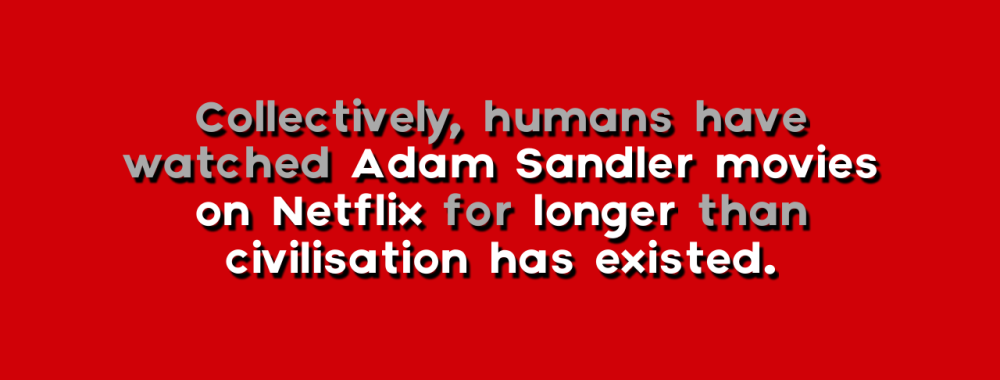 Collectively, humans have
watched Adam Sandler movies
on Netflix for longer than
civilisation has existed.